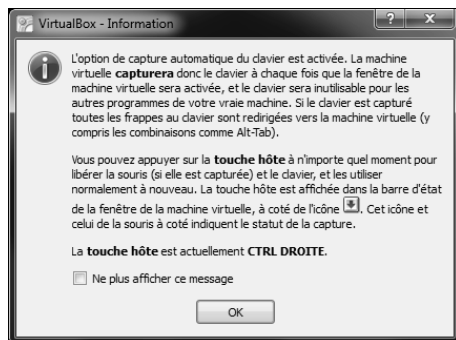 VirtualBox - Information
L'option de capture automatique du clavier est activée. La machine
virtuelle capturera donc le clavier à chaque fois que la fenêtre de la
machine virtuelle sera activée, et le clavier sera inutilisable pour les
autres programmes de votre vraie machine. Si le clavier est capturé
toutes les frappes au clavier sont redirigées vers la machine virtuelle (y
compris les combinaisons comme Alt-Tab).
Vous pouvez appuyer sur la touche hôte à n'importe quel moment pour
libérer la souris (si elle est capturée) et le clavier, et les utiliser
normalement à nouveau. La touche hôte est affichée dans la barre d'état
de la fenêtre de la machine virtuelle, à coté de l'icône . Cet icône et
celui de la souris à coté indiquent le statut de la capture.
La touche hôte est actuellement CTRL DROITE.
Ne plus afficher ce message
OK